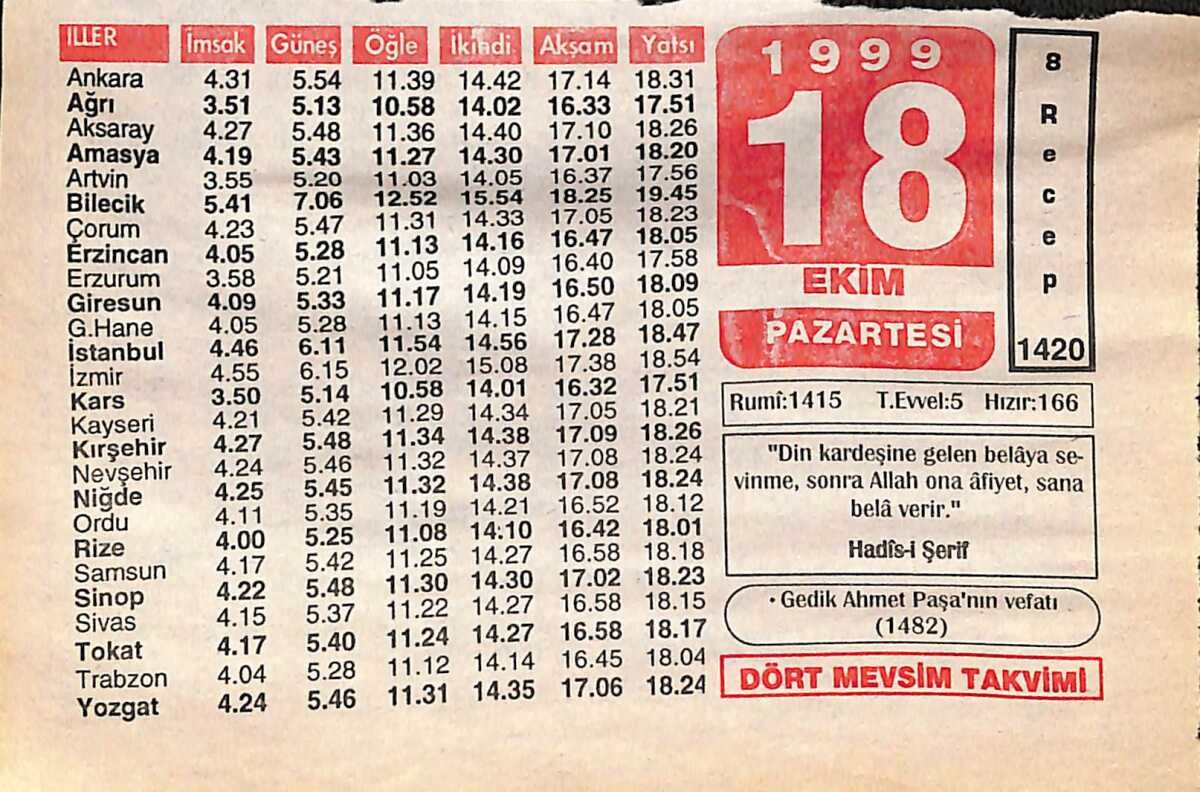 İLLER İmsak Güneş Öğle İkindi Akşam Yatsı
Ankara 4.31 5.54 11.39 14.42 17.14 18.31
Ağrı 3.51 5.13 10.58 14.02 16.33 17.51
Aksaray 4.27 5.48 11.36 14.40 17.10 18.26
Amasya 4.19 5.43 11.27 14.30 17.01 18.20
Artvin 3.55 5.20 11.03 14.05 16.37 17.56
Bilecik 5.41 7.06 12.52 15.54 18.25 19.45
Çorum 4.23 5.47 11.31 14.33 17.05 18.23
Erzincan 4.05 5.28 11.13 14.16 16.47 18.05
Erzurum 3.58 5.21 11.05 14.09 16.40 17.58
Giresun 4.09 5.33 11.17 14.19 16.50 18.09
G.Hane 4.05 5.28 11.13 14.15 16.47 18.05
İstanbul 4.46 6.11 11.54 14.56 17.28 18.47
İzmir 4.55 6.15 12.02 15.08 17.38 18.54
Kars 3.50 5.14 10.58 14.01 16.32 17.51
Kayseri 4.21 5.42 11.29 14.34 17.05 18.21
Kırşehir 4.27 5.48 11.34 14.38 17.09 18.26
Nevşehir 4.24 5.46 11.32 14.37 17.08 18.24
Niğde 4.25 5.45 11.32 14.38 17.08 18.24
Ordu 4.11 5.35 11.19 14.21 16.52 18.12
Rize 4.00 5.25 11.08 14:10 16.42 18.01
Samsun 4.17 5.42 11.25 14.27 16.58 18.18
Sinop 4.22 5.48 11.30 14.30 17.02 18.23
Sivas 4.15 5.37 11.22 14.27 16.58 18.15
Tokat 4.17 5.40 11.24 14.27 16.58 18.17
Trabzon 4.04 5.28 11.12 14.14 16.45 18.04
Yozgat 4.24 5.46 11.31 14.35 17.06 18.24
1999
18
EKİM
PAZARTESİ
8
R
e
c
e
p
1420
Rumî:1415 T.Evvel:5 Hızır:166
"Din kardeşine gelen belâya se-
vinme, sonra Allah ona âfiyet, sana
belâ verir."
Hadîs-i Şerif
• Gedik Ahmet Paşa'nın vefatı
(1482)
DÖRT MEVSİM TAKVİMİ